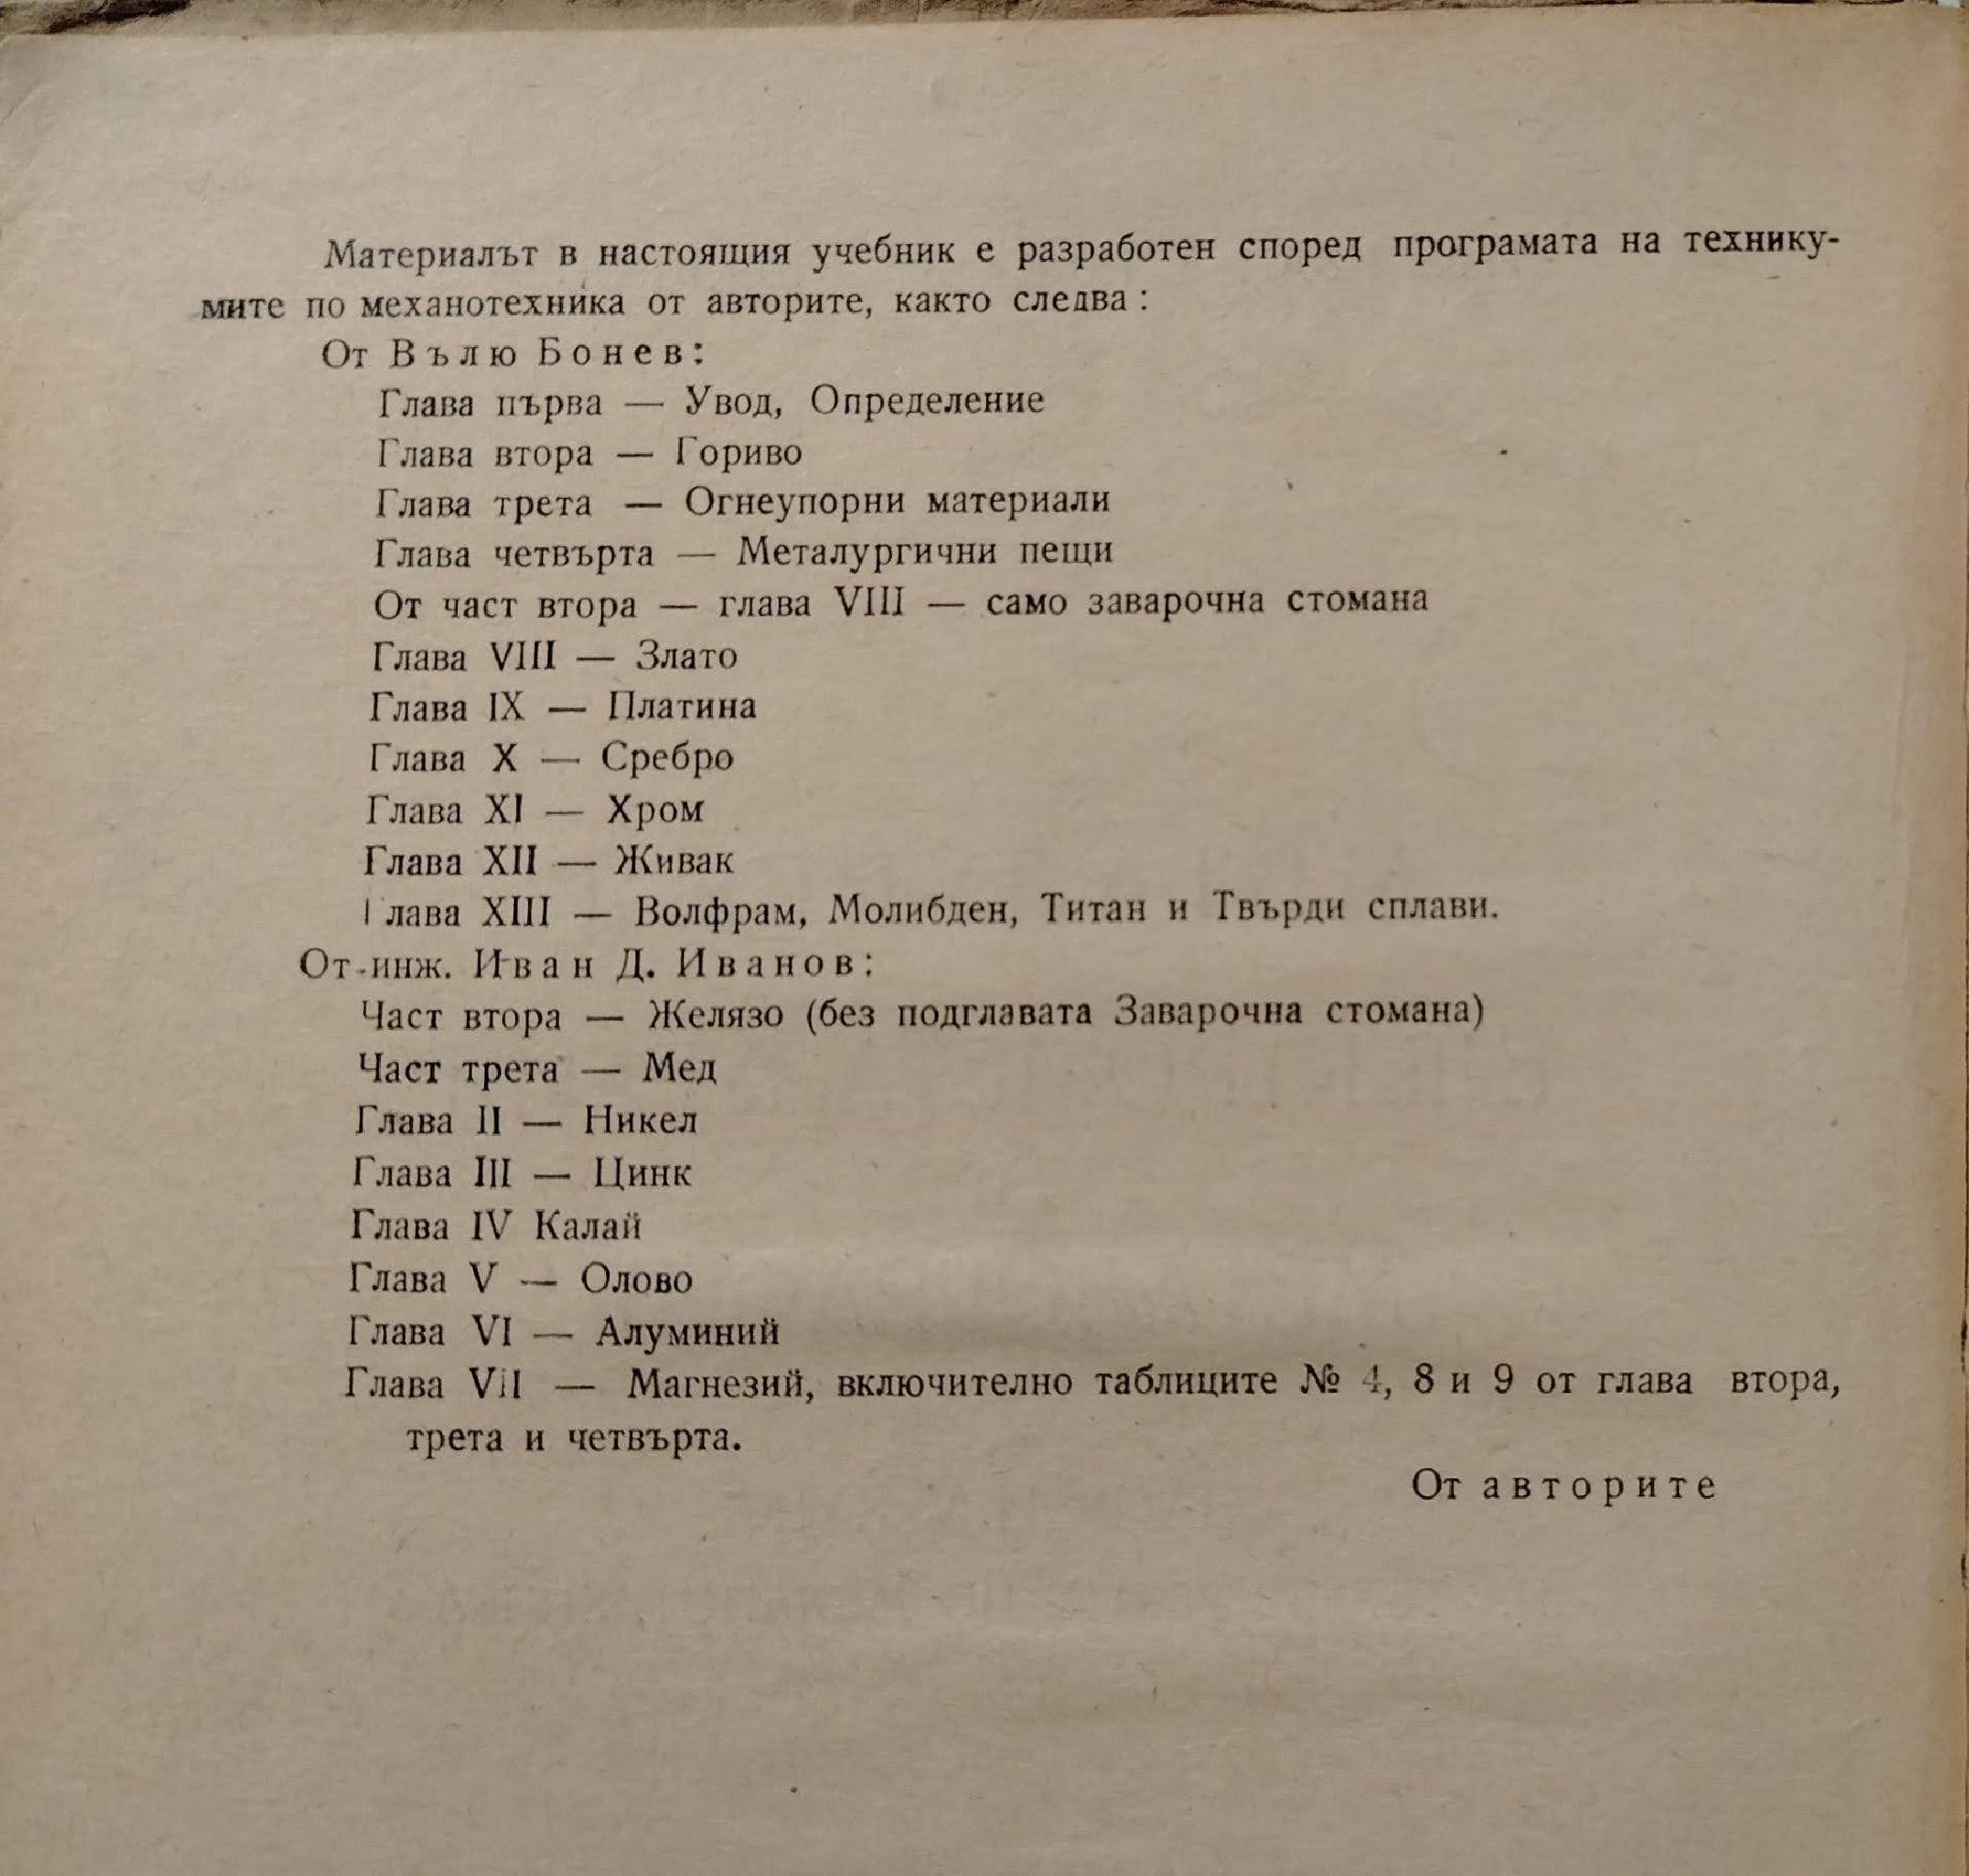 Материалът в настоящия учебник е разработен според програмата на технику-
мите по механотехника от авторите, както следва :
От Вълю Бонев:
Глава първа — Увод, Определение
Глава втора — Гориво
Глава трета — Огнеупорни материали
Глава четвърта — Металургични пещи
От част втора — глава VIII — само заварочна стомана
Глава VIII — Злато
Глава IX — Платина
Глава X — Сребро
Глава XI — Хром
Глава XII — Живак
Глава XIII — Волфрам, Молибден, Титан и Твърди сплави.
От инж. Иван Д. Иванов:
Част втора — Желязо (без подглавата Заварочна стомана)
Част трета — Мед
Глава II — Никел
Глава III — Цинк
Глава IV Калай
Глава V — Олово
Глава VI — Алуминий
Глава VII — Магнезий, включително таблиците № 4, 8 и 9 от глава втора,
трета и четвърта.
От авторите